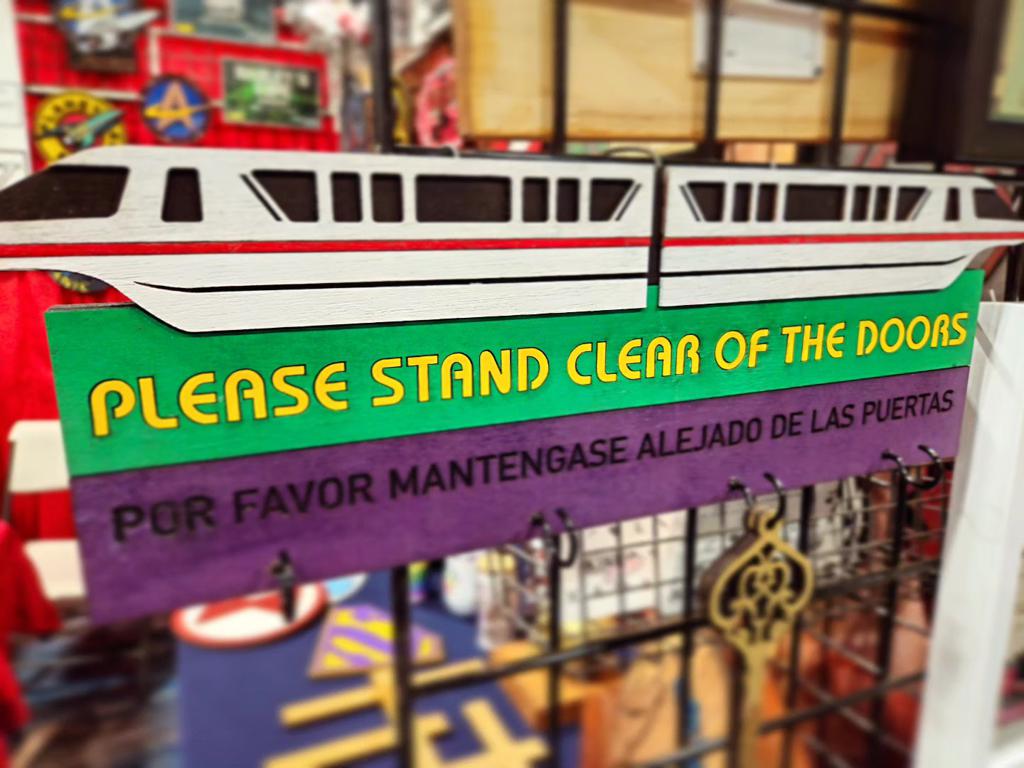 PLEASE STAND CLEAR OF THE DOORS
POR FAVOR MANTENGASE ALEJADO DE LAS PUERTAS